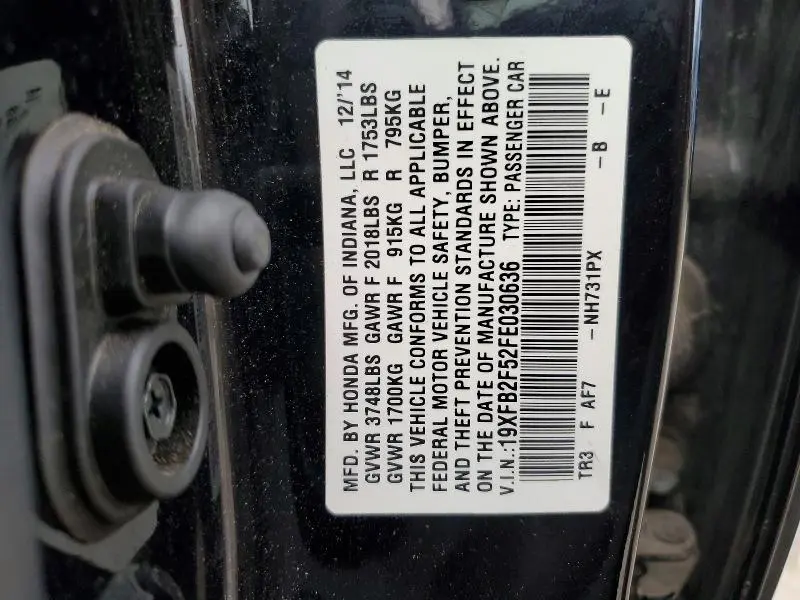 MFD. BY HONDA MFG. OF INDIANA, LLC 12/'14
GVWR 3748LBS GAWR F 2018LBS R 1753LBS
GVWR 1700KG GAWR F 915KG R 795KG
THIS VEHICLE CONFORMS TO ALL APPLICABLE
FEDERAL MOTOR VEHICLE SAFETY, BUMPER,
AND THEFT PREVENTION STANDARDS IN EFFECT
ON THE DATE OF MANUFACTURE SHOWN ABOVE.
V.I.N.:19XFB2F52FE030636 TYPE: PASSENGER CAR
TR3 F AF7 –NH731PX –B –E